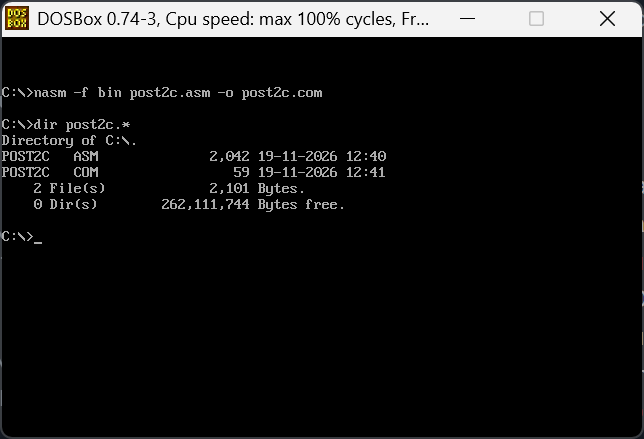 DOS
BOX
DOSBox 0.74-3, Cpu speed: max 100% cycles, Fr...
C:\>nasm -f bin post2c.asm -o post2c.com
C:\>dir post2c.*
Directory of C:\.
POST2C   ASM              2,042 19-11-2026 12:40
POST2C   COM                 59 19-11-2026 12:41
    2 File(s)             2,101 Bytes.
    0 Dir(s)        262,111,744 Bytes free.
C:\>_